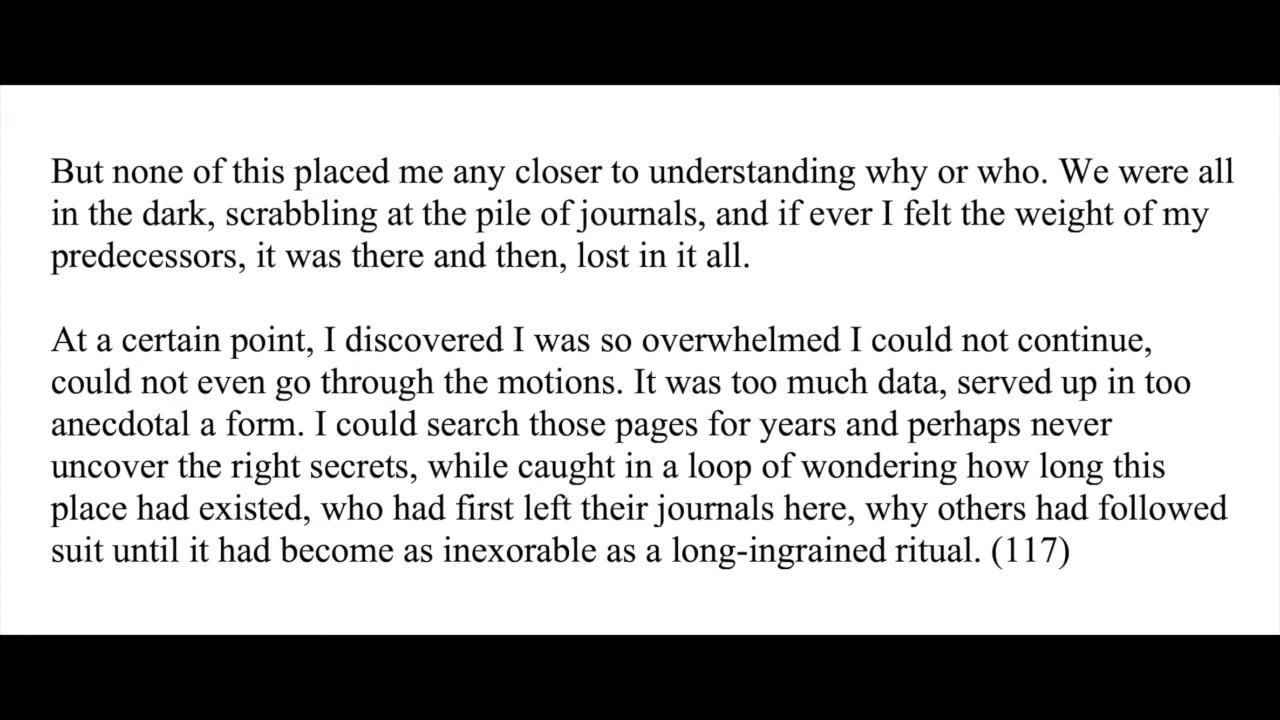 But none of this placed me any closer to understanding why or who. We were all
in the dark, scrabbling at the pile of journals, and if ever I felt the weight of my
predecessors, it was there and then, lost in it all.
At a certain point, I discovered I was so overwhelmed I could not continue,
could not even go through the motions. It was too much data, served up in too
anecdotal a form. I could search those pages for years and perhaps never
uncover the right secrets, while caught in a loop of wondering how long this
place had existed, who had first left their journals here, why others had followed
suit until it had become as inexorable as a long-ingrained ritual. (117)